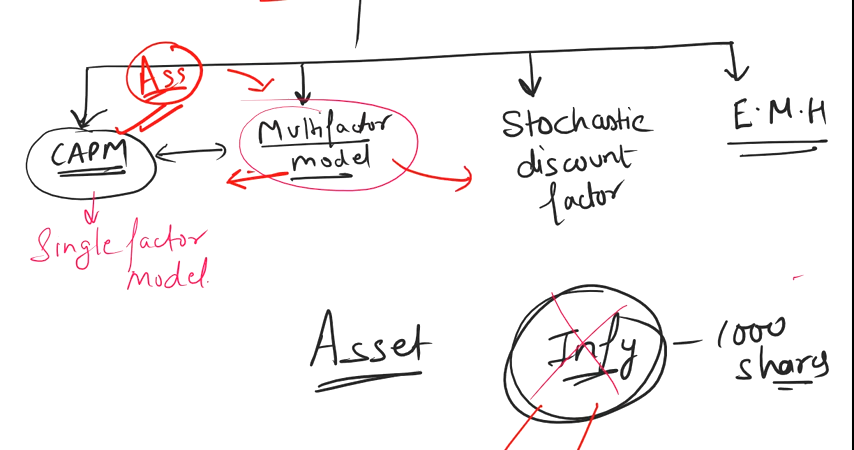 Ass
CAPM
Multifactor
model
Stochastic
discount
factor
E.M.H
Single factor
model.
Asset
Infy - 1000
shares